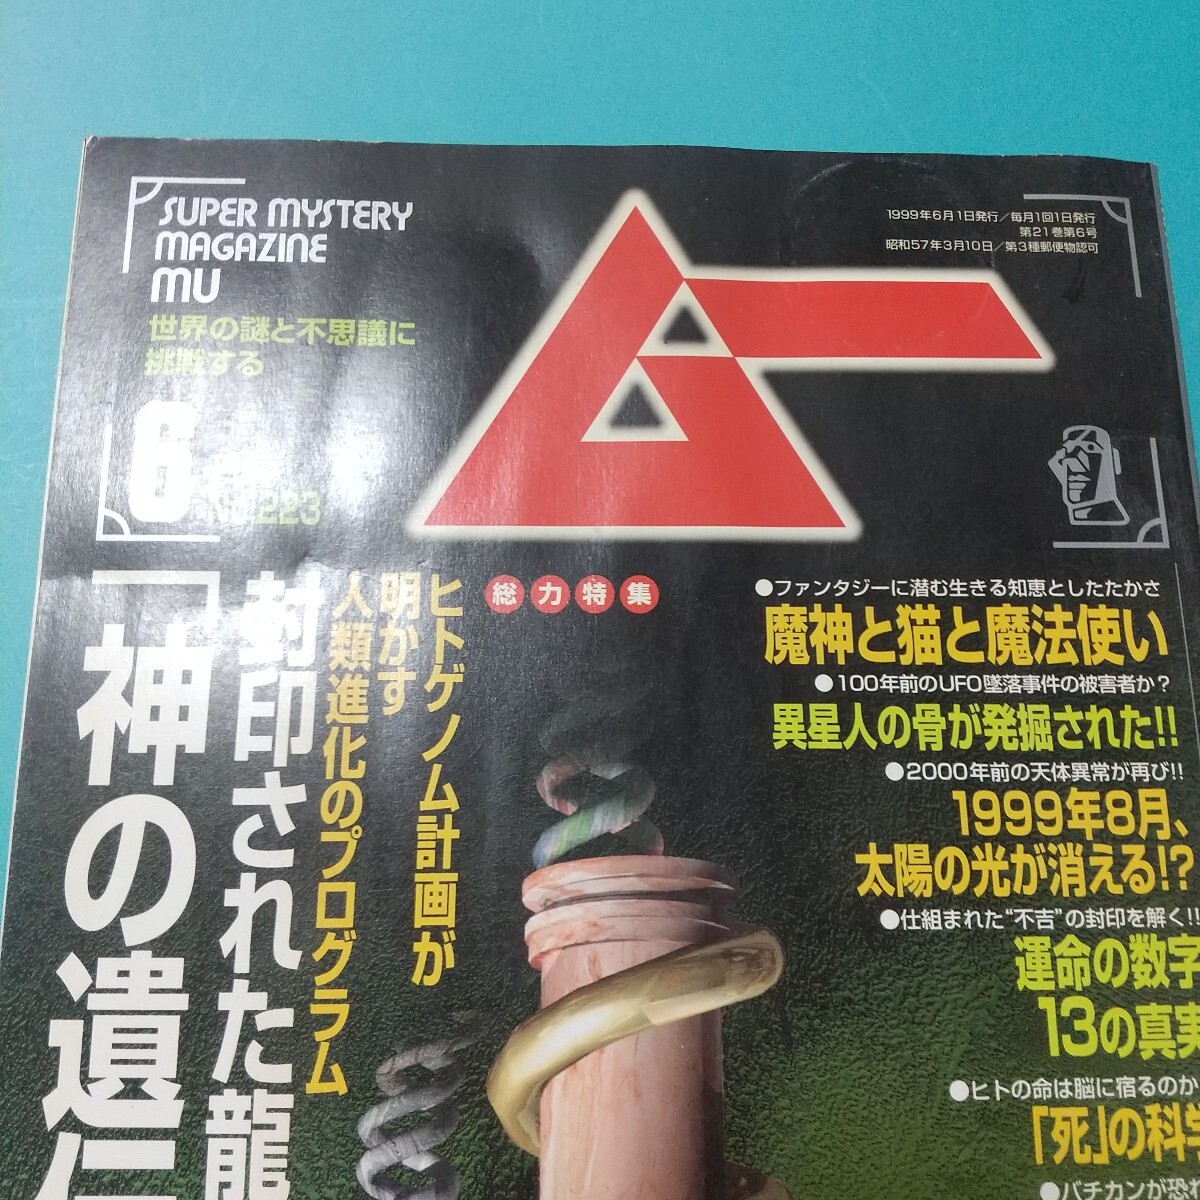 SUPER MYSTERY
MAGAZINE
MU
世界の謎と不思議に
挑戦する
ムー
1999年6月1日発行／毎月1回1日発行
第21巻第6号
昭和57年3月10日／第3種郵便物認可
6
223
総力特集
ヒトゲノム計画が
明かす
人類進化のプログラム
封印された龍
「神の遺伝
●ファンタジーに潜む生きる知恵としたたかさ
魔神と猫と魔法使い
●100年前のUFO墜落事件の被害者か？
異星人の骨が発掘された!!
●2000年前の天体異常が再び!!
1999年8月、
太陽の光が消える!?
●仕組まれた“不吉”の封印を解く!!
運命の数字
13の真実
●ヒトの命は脳に宿るのか
「死」の科学
●バチカンが恐れ